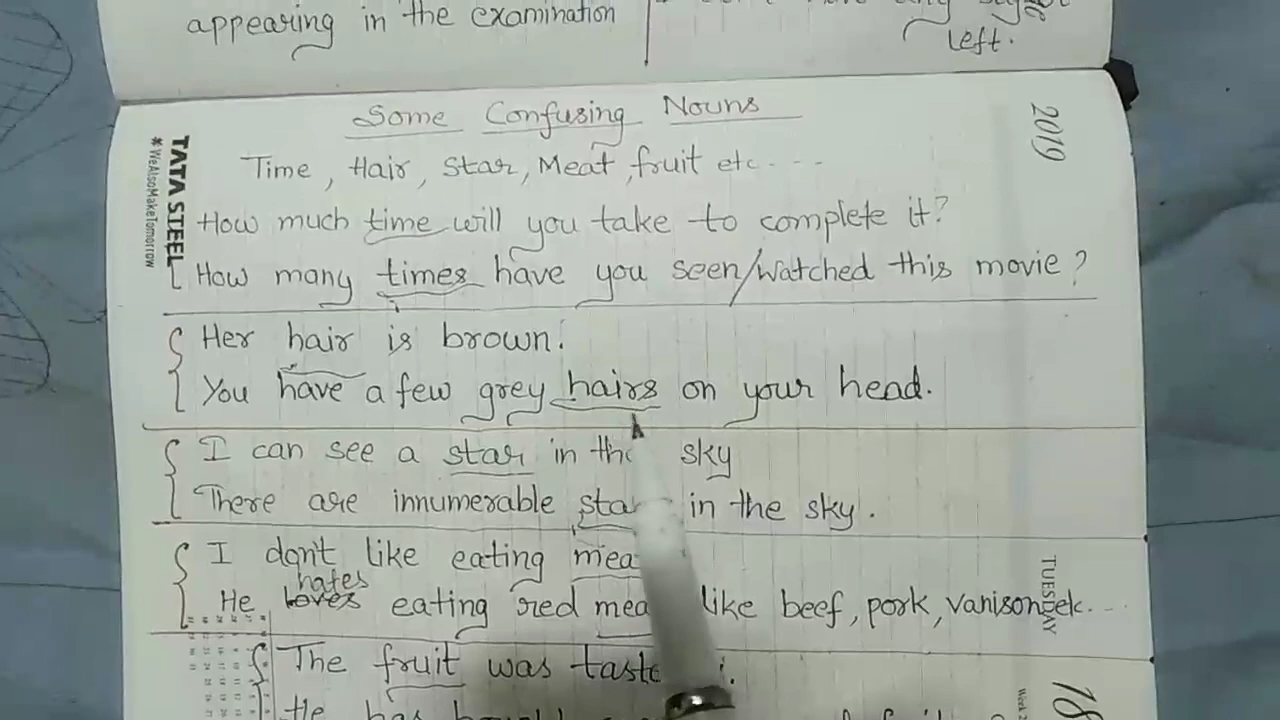 appearing in the examination
left.
Some Confusing Nouns
2019
TATA STEEL
#WeAlsoMakeTomorrow
Time, Hair, Star, Meat, fruit etc - - -
How much time will you take to complete it?
How many times have you seen/watched this movie?
Her hair is brown.
You have a few grey hairs on your head.
I can see a star in the sky
There are innumerable in the sky.
I don't like eating
hates
He loves eating red like beef, pork, vanison etc. . - -
TUESDAY
The fruit was
18
He has